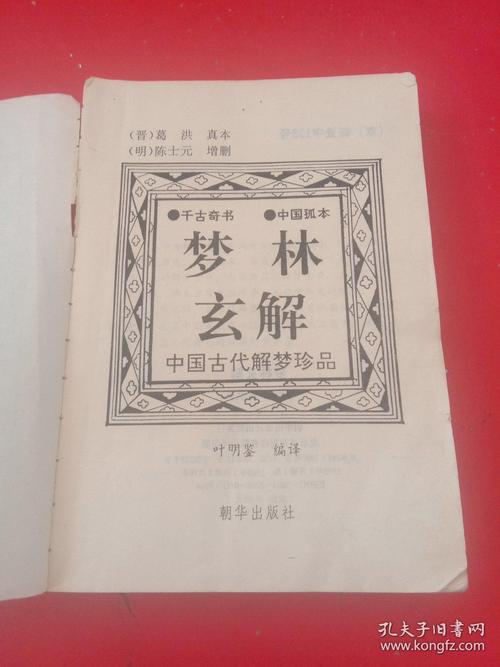 （晋）葛 洪 真本
（明）陈士元 增删
●千古奇书 ●中国孤本
梦 林
玄解
中国古代解梦珍品
叶明鉴 编译
朝华出版社
孔夫子旧书网
kongfz.com